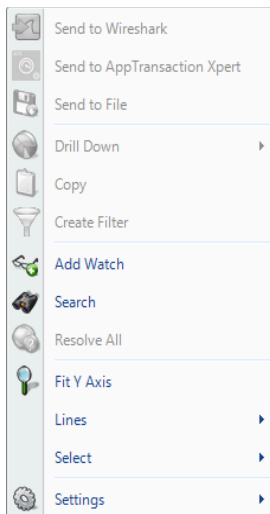 Send to Wireshark
Send to AppTransaction Xpert
Send to File
Drill Down
Copy
Create Filter
Add Watch
Search
Resolve All
Fit Y Axis
Lines
Select
Settings